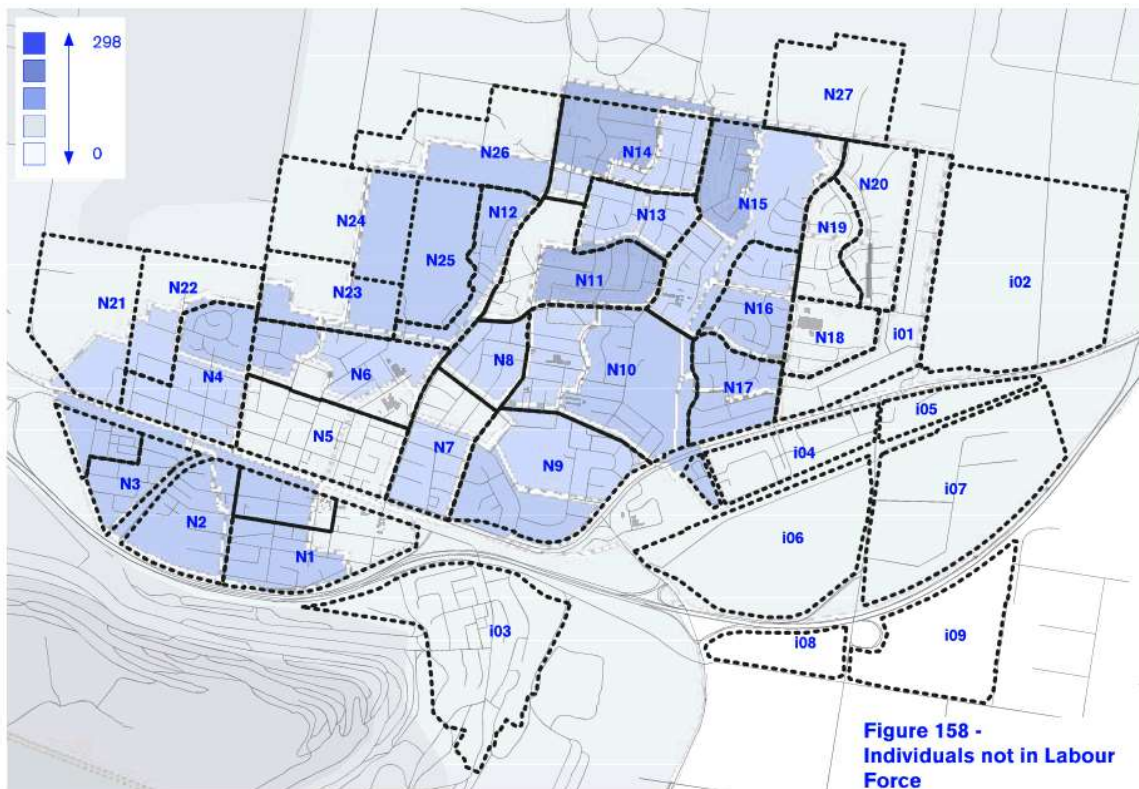 298
0
N27
N14
N26
N20
N12
N13
N15
N19
N24
N25
N11
i02
N22
N21
N23
N16
i01
N18
N8
N10
N17
N4
N6
i05
N5
N7
N9
i04
N3
i07
N2
i06
N1
i03
i08
i09
Figure 158 -
Individuals not in Labour
Force